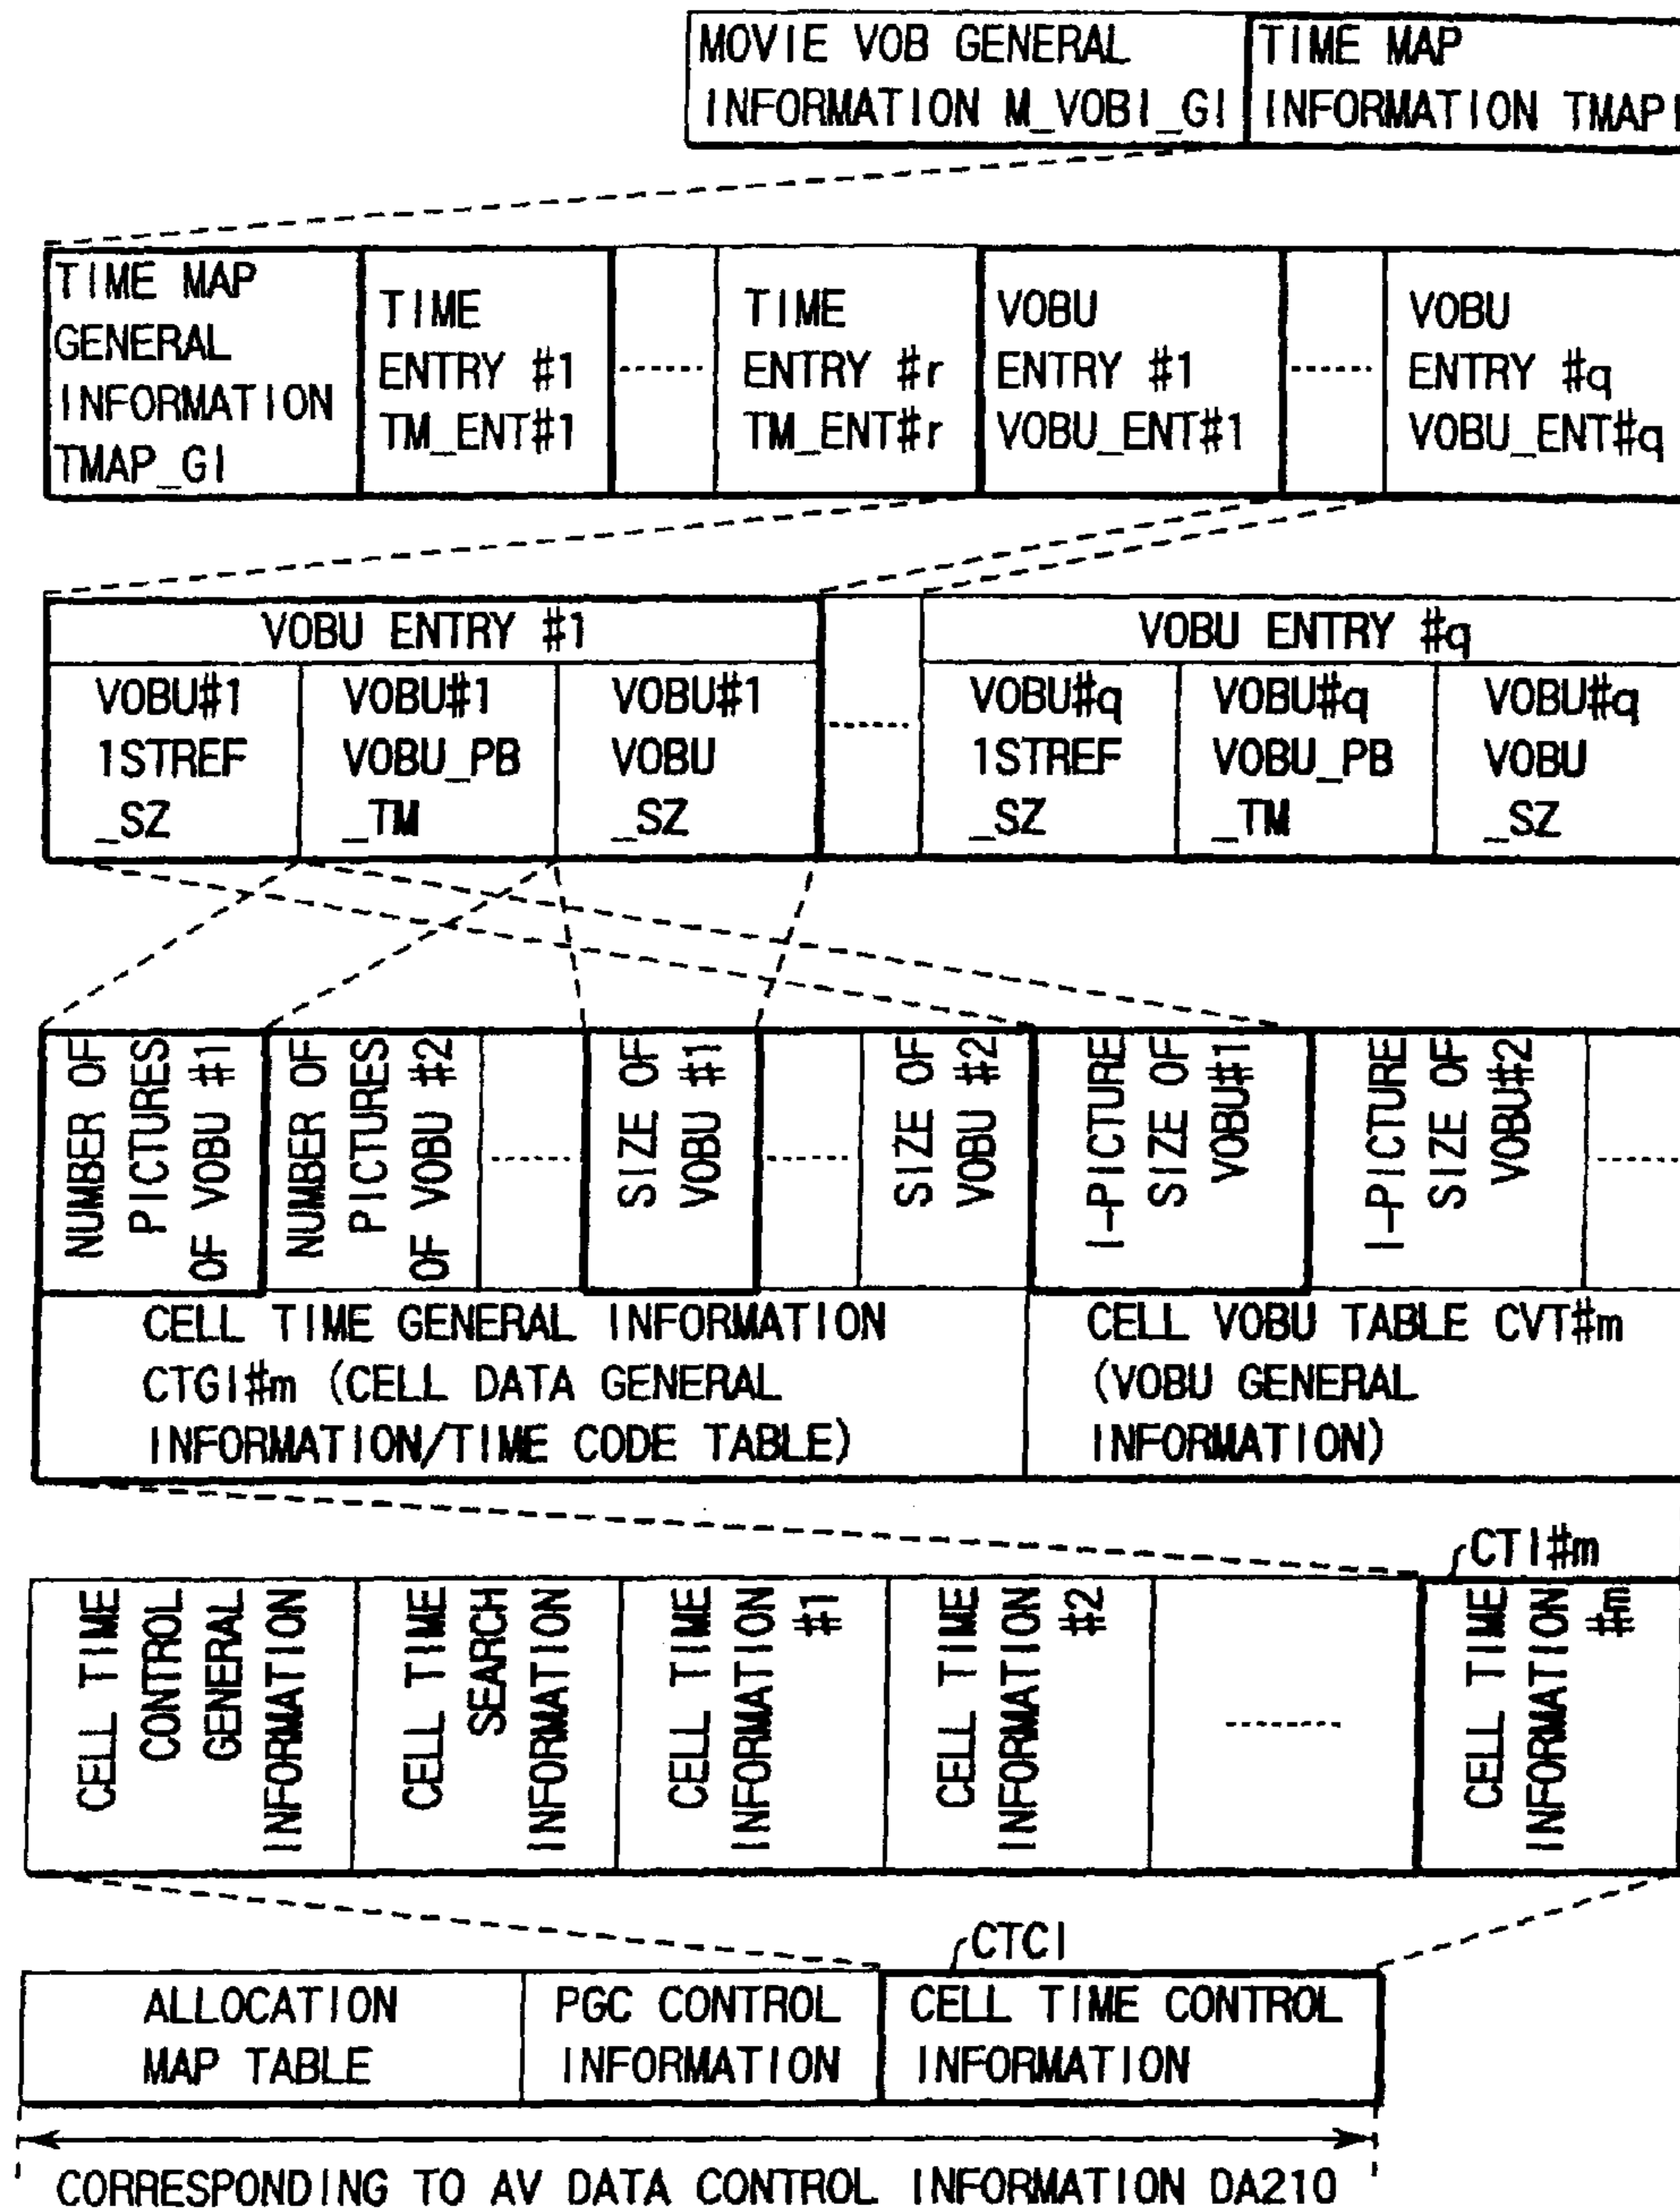 MOVIE VOB GENERAL
INFORMATION M_VOBI_GI
TIME MAP
INFORMATION TMAPI
TIME MAP
GENERAL
INFORMATION
TMAP_GI
TIME
ENTRY #1
TM_ENT#1
TIME
ENTRY #r
TM_ENT#r
VOBU
ENTRY #1
VOBU_ENT#1
VOBU
ENTRY #q
VOBU_ENT#q
VOBU ENTRY #1
VOBU ENTRY #q
VOBU#1
1STREF
_SZ
VOBU#1
VOBU_PB
_TM
VOBU#1
VOBU
_SZ
VOBU#q
1STREF
_SZ
VOBU#q
VOBU_PB
_TM
VOBU#q
VOBU
_SZ
NUMBER OF
PICTURES
OF VOBU #1
NUMBER OF
PICTURES
OF VOBU #2
SIZE OF
VOBU #1
SIZE OF
VOBU #2
I-PICTURE
SIZE OF
VOBU#1
I-PICTURE
SIZE OF
VOBU#2
CELL TIME GENERAL INFORMATION
CTGI#m (CELL DATA GENERAL
INFORMATION/TIME CODE TABLE)
CELL VOBU TABLE CVT#m
(VOBU GENERAL
INFORMATION)
CTI#m
CELL TIME
CONTROL
GENERAL
INFORMATION
CELL TIME
SEARCH
INFORMATION
CELL TIME
INFORMATION
#1
CELL TIME
INFORMATION
#2
CELL TIME
INFORMATION
#m
CTCI
ALLOCATION
MAP TABLE
PGC CONTROL
INFORMATION
CELL TIME CONTROL
INFORMATION
CORRESPONDING TO AV DATA CONTROL INFORMATION DA210